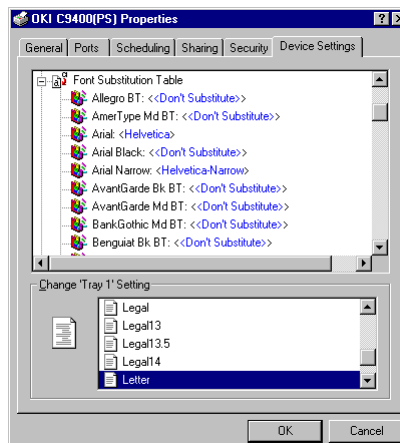 OKI C9400(PS) Properties
General Ports Scheduling Sharing Security Device Settings
Font Substitution Table
Allegro BT: <<Don't Substitute>>
AmerType Md BT: <<Don't Substitute>>
Arial: <Helvetica>
Arial Black: <<Don't Substitute>>
Arial Narrow: <Helvetica-Narrow>
AvantGarde Bk BT: <<Don't Substitute>>
AvantGarde Md BT: <<Don't Substitute>>
BankGothic Md BT: <<Don't Substitute>>
Benguiat Bk BT: <<Don't Substitute>>
Change 'Tray 1' Setting
Legal
Legal13
Legal13.5
Legal14
Letter
OK Cancel